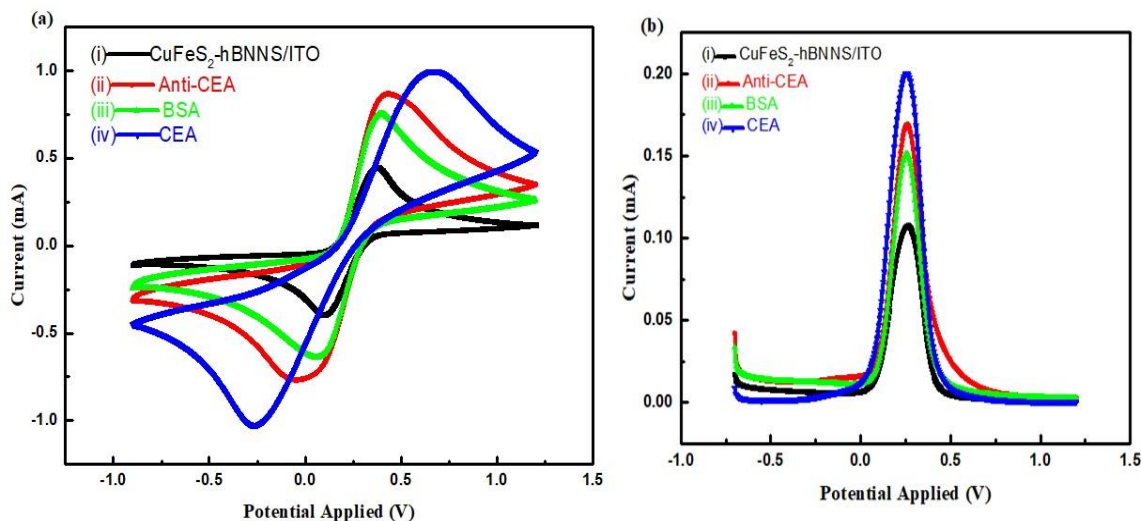 (a)
(i) CuFeS2-hBNNS/ITO
(ii) Anti-CEA
(iii) BSA
(iv) CEA
Current (mA)
1.0
0.5
0.0
-0.5
-1.0
-1.0 -0.5 0.0 0.5 1.0 1.5
Potential Applied (V)
(b)
(i) CuFeS2-hBNNS/ITO
(ii) Anti-CEA
(iii) BSA
(iv) CEA
Current (mA)
0.20
0.15
0.10
0.05
0.00
-1.0 -0.5 0.0 0.5 1.0 1.5
Potential Applied (V)